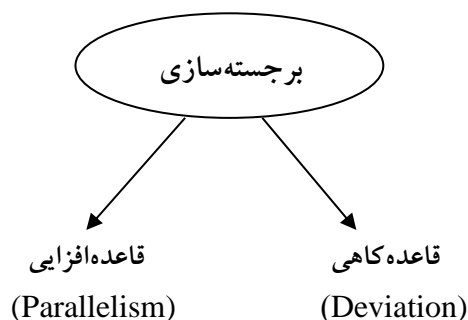 برجسته‌سازی
قاعده‌کاهی
(Deviation)
قاعده‌افزایی
(Parallelism)